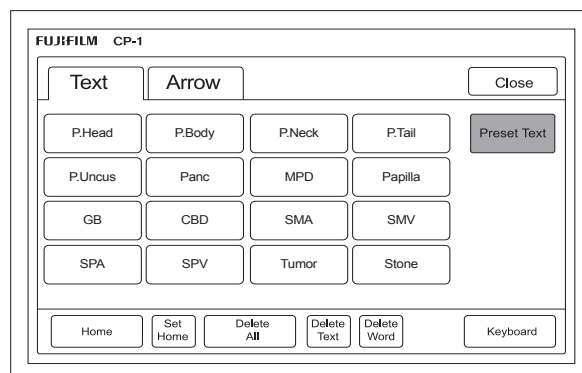 FUJIFILM CP-1
Text Arrow Close
P.Head P.Body P.Neck P.Tail Preset Text
P.Uncus Panc MPD Papilla
GB CBD SMA SMV
SPA SPV Tumor Stone
Home Set Home Delete All Delete Text Delete Word Keyboard